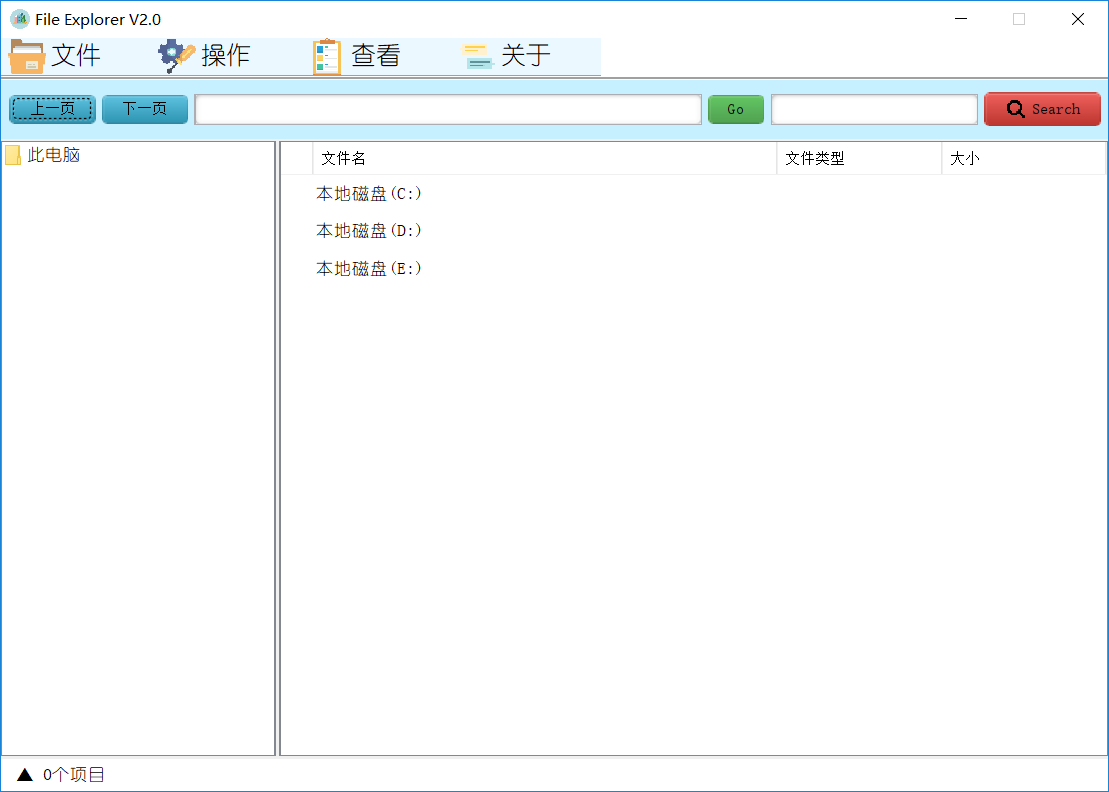 File Explorer V2.0
文件 操作 查看 关于
上一页 下一页 Go Search
此电脑
文件名 文件类型 大小
本地磁盘(C:)
本地磁盘(D:)
本地磁盘(E:)
▲ 0个项目